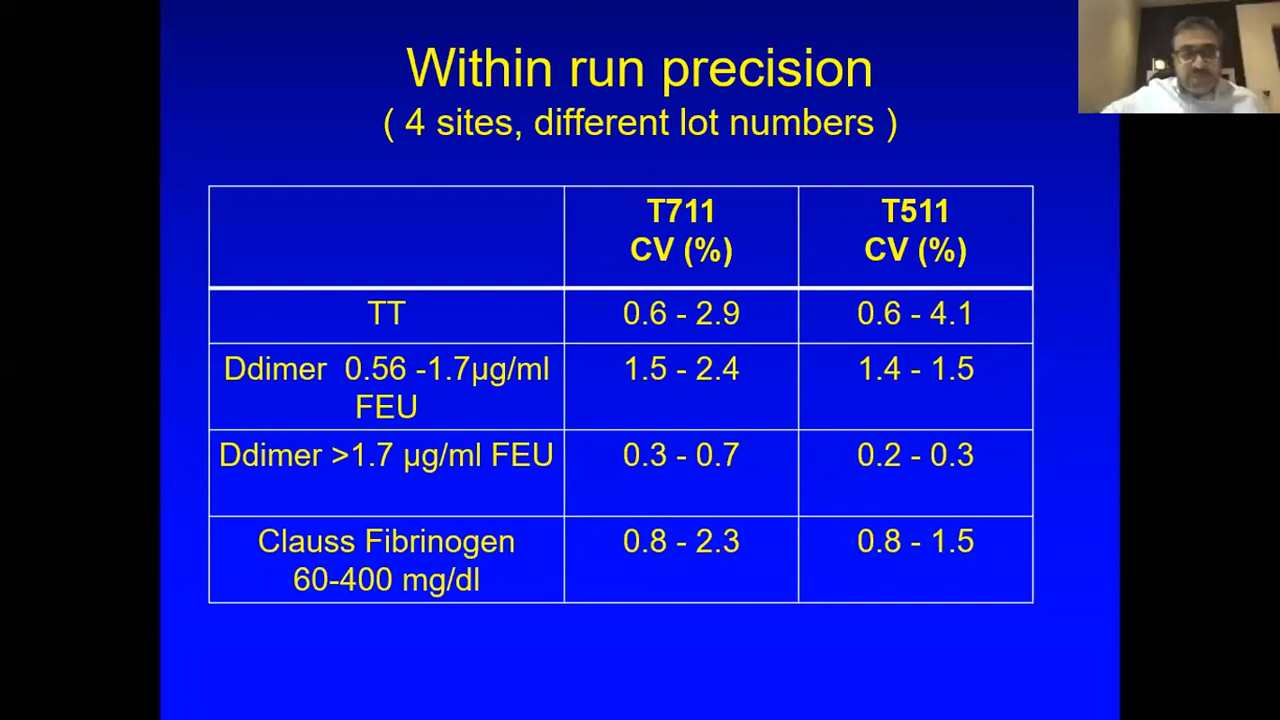 Within run precision
( 4 sites, different lot numbers )
T711
CV (%)
T511
CV (%)
TT
0.6 - 2.9
0.6 - 4.1
Ddimer 0.56 -1.7µg/ml
FEU
1.5 - 2.4
1.4 - 1.5
Ddimer >1.7 µg/ml FEU
0.3 - 0.7
0.2 - 0.3
Clauss Fibrinogen
60-400 mg/dl
0.8 - 2.3
0.8 - 1.5